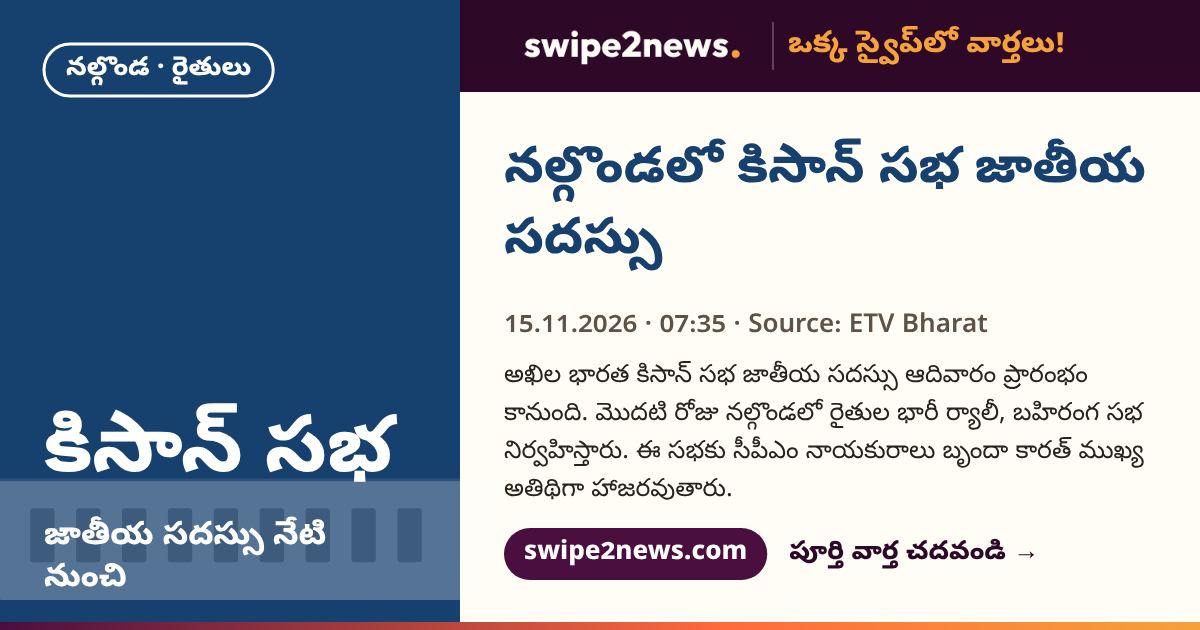 నల్గొండ · రైతులు
కిసాన్ సభ
జాతీయ సదస్సు నేటి
నుంచి
swipe2news.
ఒక్క స్వైప్‌లో వార్తలు!
నల్గొండలో కిసాన్ సభ జాతీయ
సదస్సు
15.11.2026 · 07:35 · Source: ETV Bharat
అఖిల భారత కిసాన్ సభ జాతీయ సదస్సు ఆదివారం ప్రారంభం
కానుంది. మొదటి రోజు నల్గొండలో రైతుల భారీ ర్యాలీ, బహిరంగ సభ
నిర్వహిస్తారు. ఈ సభకు సీపీఎం నాయకురాలు బృందా కారత్ ముఖ్య
అతిథిగా హాజరవుతారు.
swipe2news.com
పూర్తి వార్త చదవండి →